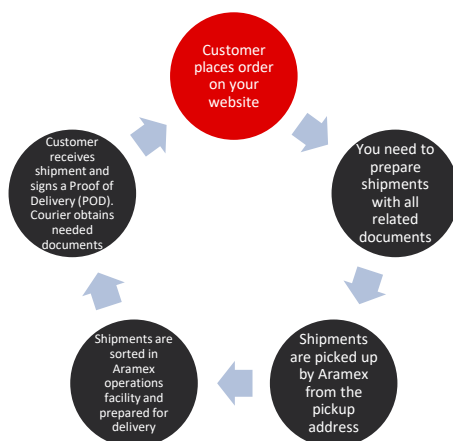 Customer
places order
on your
website
You need to
prepare
shipments
with all
related
documents
Shipments
are picked up
by Aramex
from the
pickup
address
Shipments are
sorted in
Aramex
operations
facility and
prepared for
delivery
Customer
receives
shipment and
signs a Proof of
Delivery (POD).
Courier obtains
needed
documents